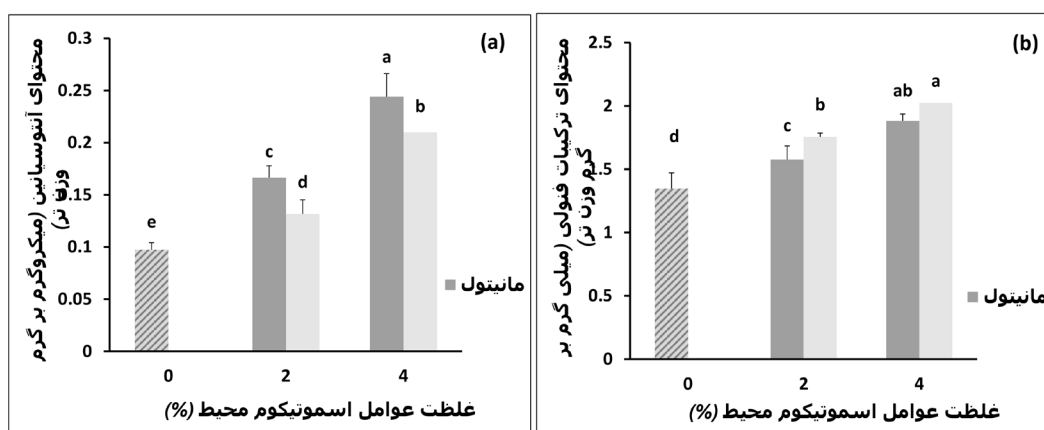 (a)
محتوای آنتوسیانین (میکروگرم بر گرم
وزن تر)
0.3
0.25
0.2
0.15
0.1
0.05
0
e
c
d
a
b
مانیتول
0 2 4
غلظت عوامل اسموتیکوم محیط (%)
(b)
محتوای ترکیبات فنولی (میلی گرم بر
گرم وزن تر)
2.5
2
1.5
1
0.5
0
d
c
b
ab
a
مانیتول
0 2 4
غلظت عوامل اسموتیکوم محیط (%)